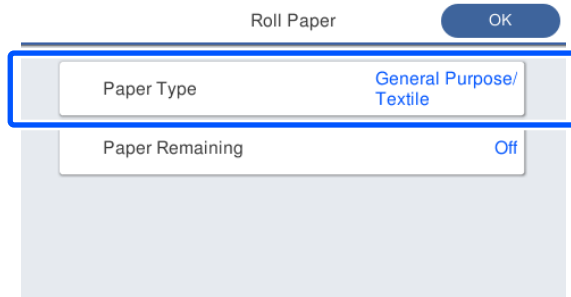 Roll Paper
OK
Paper Type
General Purpose/
Textile
Paper Remaining
Off